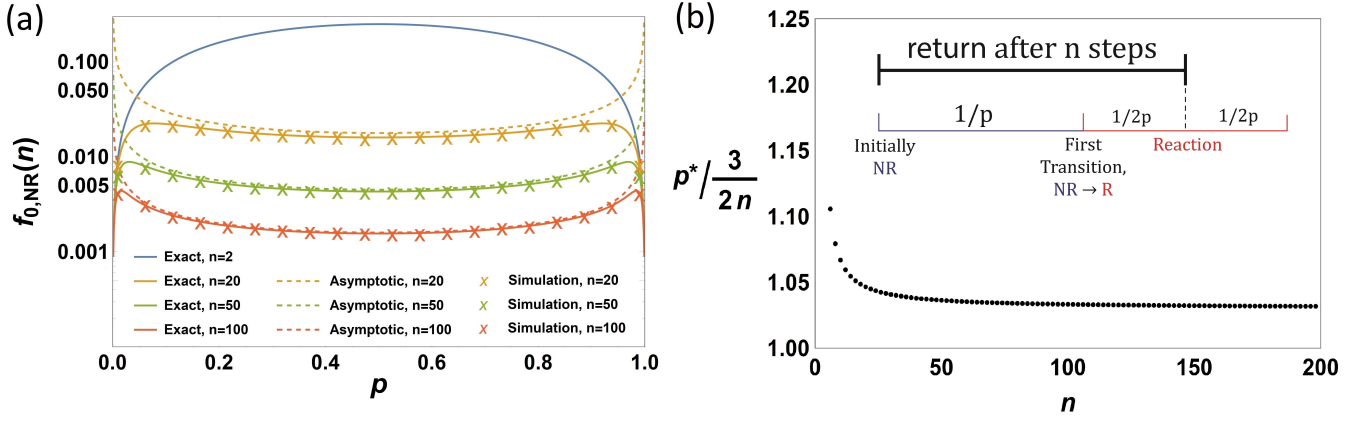 (a)
f0,NR(n)
0.100
0.050
0.010
0.005
0.001
Exact, n=2
Exact, n=20 Asymptotic, n=20 x Simulation, n=20
Exact, n=50 Asymptotic, n=50 x Simulation, n=50
Exact, n=100 Asymptotic, n=100 x Simulation, n=100
0.0 0.2 0.4 0.6 0.8 1.0
p
(b)
p*/ 3/2n
1.25
1.20
1.15
1.10
1.05
1.00
return after n steps
1/p 1/2p 1/2p
Initially
NR
First
Transition,
NR → R
Reaction
0 50 100 150 200
n